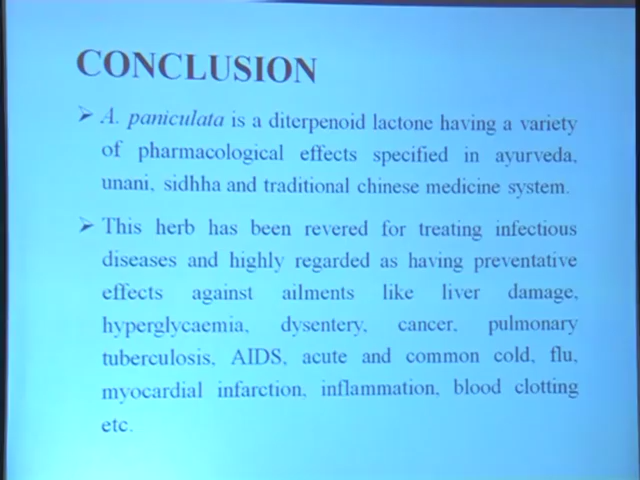 CONCLUSION
➢ A. paniculata is a diterpenoid lactone having a variety
of pharmacological effects specified in ayurveda,
unani, sidhha and traditional chinese medicine system.
➢ This herb has been revered for treating infectious
diseases and highly regarded as having preventative
effects against ailments like liver damage,
hyperglycaemia, dysentery, cancer, pulmonary
tuberculosis, AIDS, acute and common cold, flu,
myocardial infarction, inflammation, blood clotting
etc.